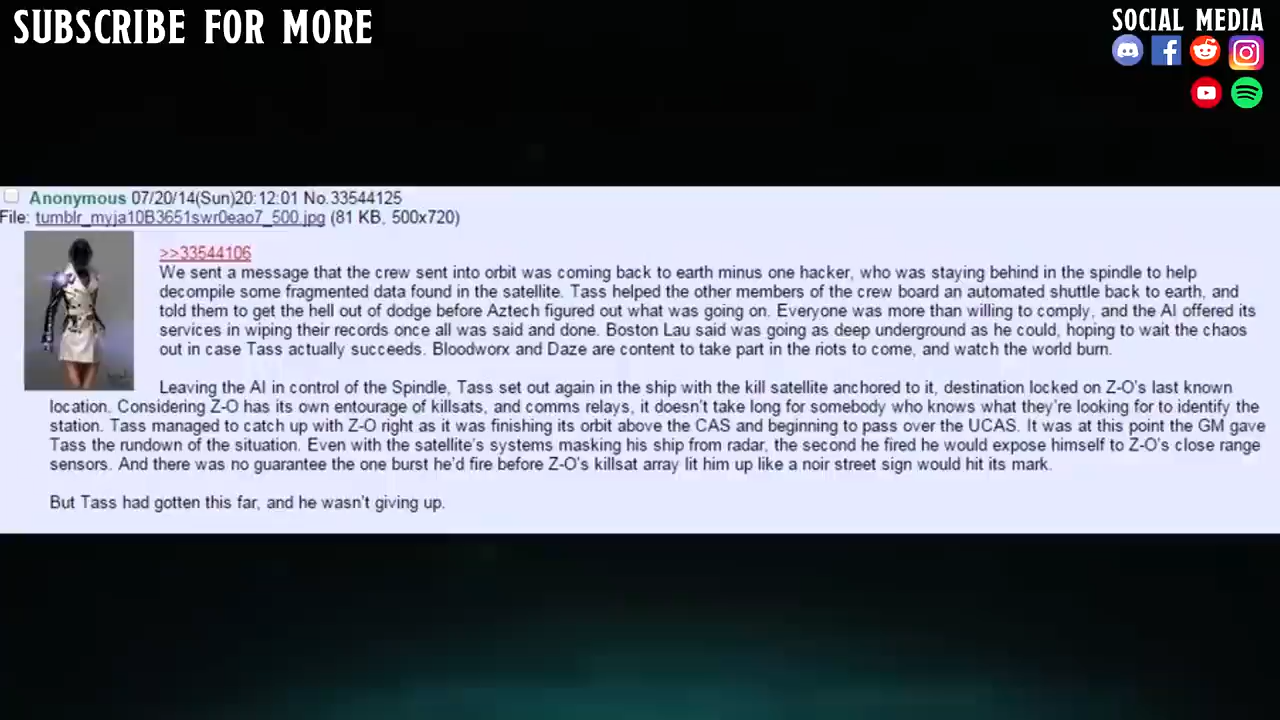 SUBSCRIBE FOR MORE
SOCIAL MEDIA
Anonymous 07/20/14(Sun)20:12:01 No.33544125
File: tumblr_myja10B3651swr0eao7_500.jpg (81 KB, 500x720)
>>33544106
We sent a message that the crew sent into orbit was coming back to earth minus one hacker, who was staying behind in the spindle to help
decompile some fragmented data found in the satellite. Tass helped the other members of the crew board an automated shuttle back to earth, and
told them to get the hell out of dodge before Aztech figured out what was going on. Everyone was more than willing to comply, and the AI offered its
services in wiping their records once all was said and done. Boston Lau said was going as deep underground as he could, hoping to wait the chaos
out in case Tass actually succeeds. Bloodworx and Daze are content to take part in the riots to come, and watch the world burn.
Leaving the AI in control of the Spindle, Tass set out again in the ship with the kill satellite anchored to it, destination locked on Z-O's last known
location. Considering Z-O has its own entourage of killsats, and comms relays, it doesn't take long for somebody who knows what they're looking for to identify the
station. Tass managed to catch up with Z-O right as it was finishing its orbit above the CAS and beginning to pass over the UCAS. It was at this point the GM gave
Tass the rundown of the situation. Even with the satellite's systems masking his ship from radar, the second he fired he would expose himself to Z-O's close range
sensors. And there was no guarantee the one burst he'd fire before Z-O's killsat array lit him up like a noir street sign would hit its mark.
But Tass had gotten this far, and he wasn't giving up.